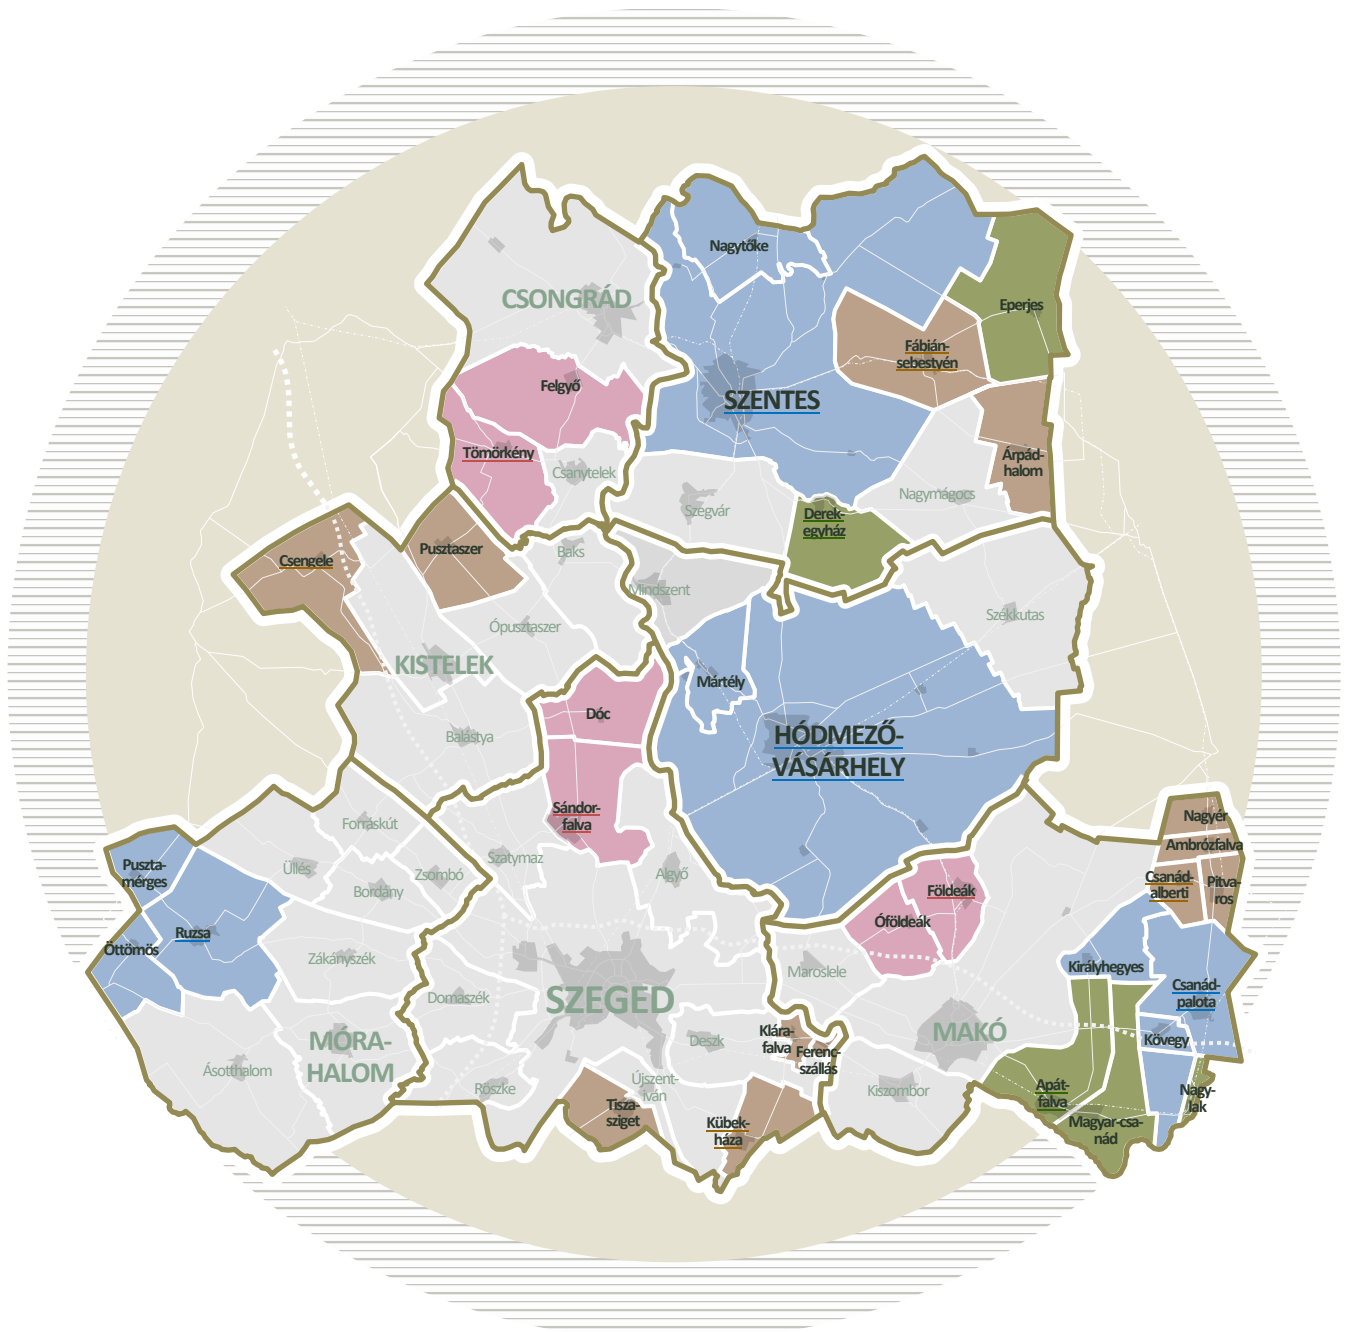 Nagytőke
CSONGRÁD
Eperjes
Fábián-
sebestyén
Felgyő
SZENTES
Tömörkény
Csanytelek
Árpád-
halom
Nagymágocs
Szegvár
Derek-
egyház
Pusztaszer
Baks
Csengele
Mindszent
Székkutas
Ópusztaszer
KISTELEK
Mártély
Dóc
Balástya
HÓDMEZŐ-
VÁSÁRHELY
Sándor-
falva
Nagyér
Forráskút
Ambrózfalva
Szatymaz
Puszta-
mérges
Üllés
Zsombó
Algyő
Csanád-
alberti
Pitva-
ros
Bordány
Földeák
Óföldeák
Ruzsa
Öttömős
Zákányszék
Maroslele
Királyhegyes
Csanád-
palota
Domaszék
SZEGED
MÓRA-
HALOM
Deszk
Klára-
falva
MAKÓ
Kövegy
Ferenc-
szállás
Ásotthalom
Röszke
Újszent-
iván
Kiszombor
Apát-
falva
Nagy-
lak
Tisza-
sziget
Kübek-
háza
Magyar-csa-
nád